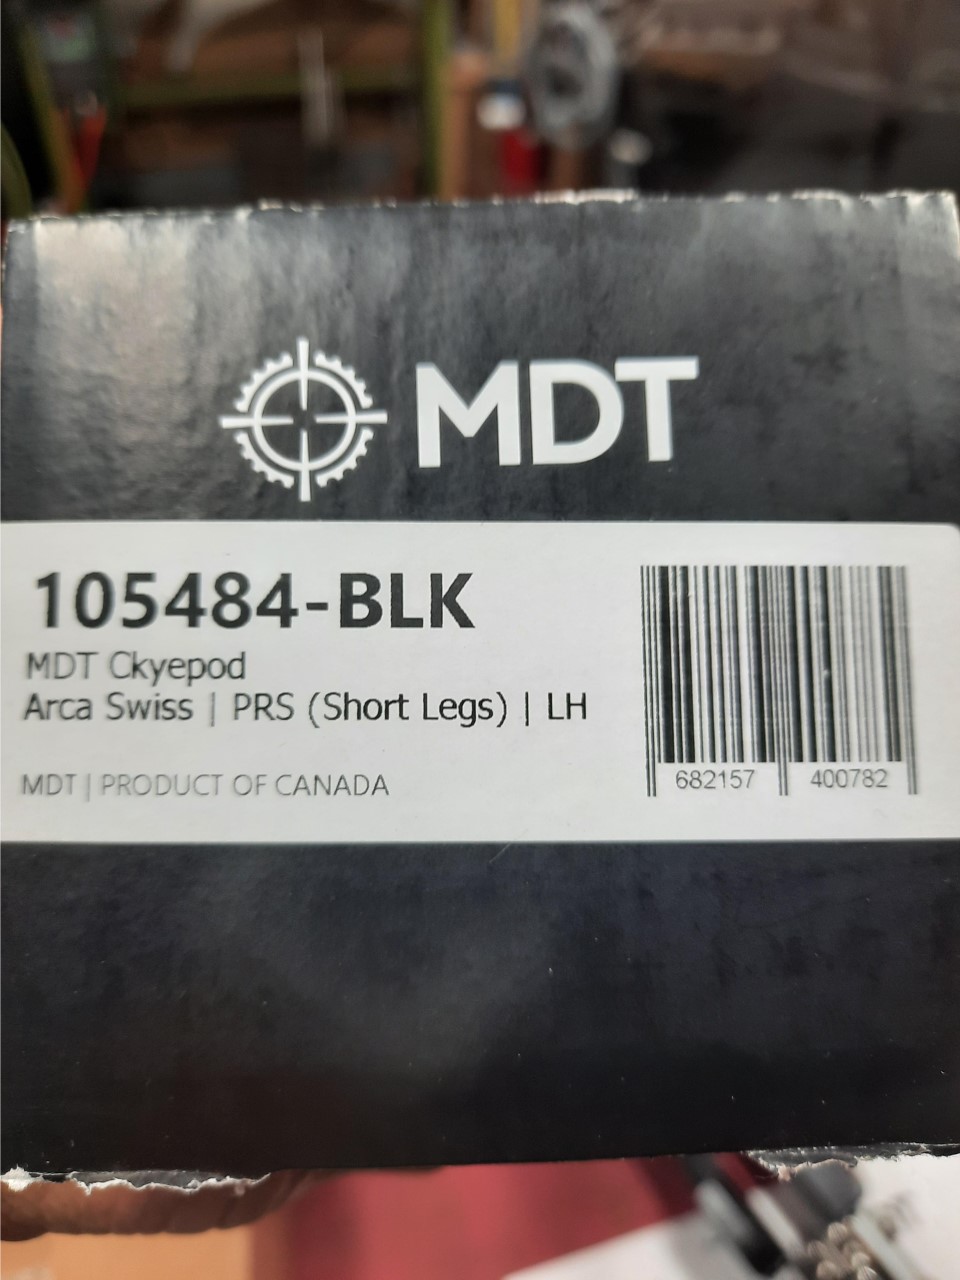 MDT
105484-BLK
MDT Ckyepod
Arca Swiss | PRS (Short Legs) | LH
MDT | PRODUCT OF CANADA
682157 400782